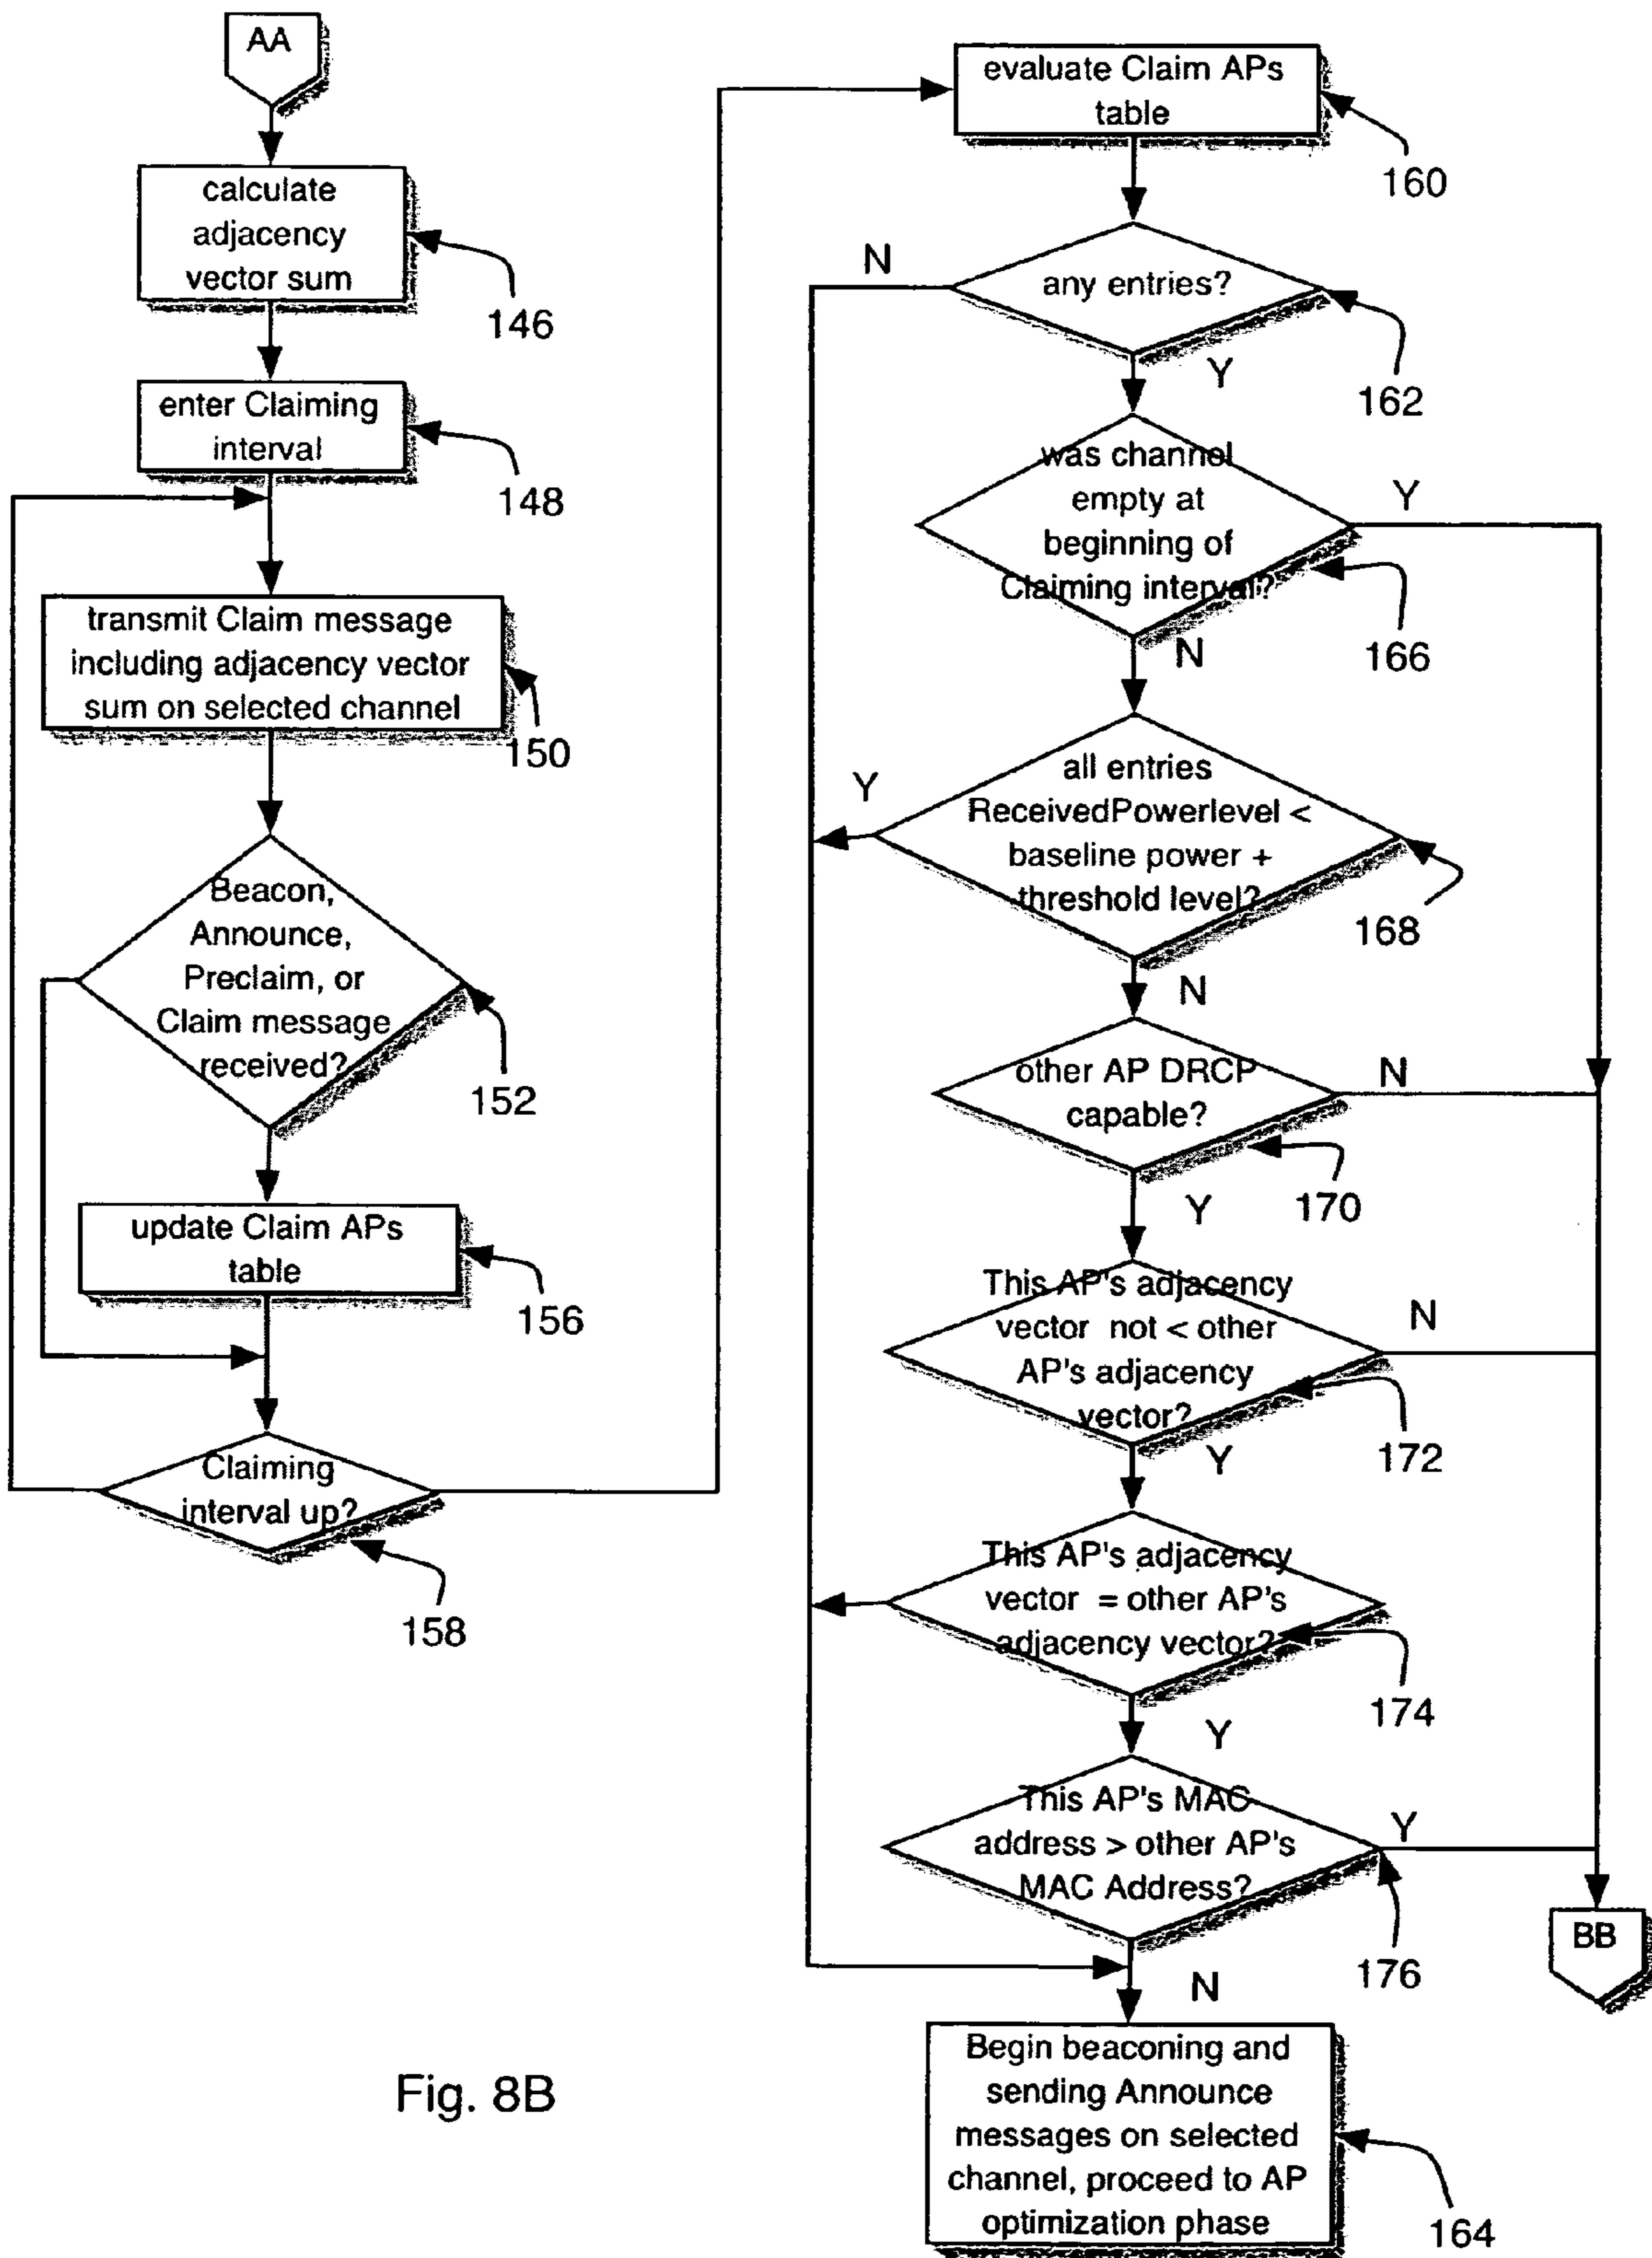 AA
calculate
adjacency
vector sum
146
enter Claiming
interval
148
transmit Claim message
including adjacency vector
sum on selected channel
150
Beacon,
Announce,
Preclaim, or
Claim message
received?
152
update Claim APs
table
156
Claiming
interval up?
158
evaluate Claim APs
table
160
any entries?
N
Y
162
was channel
empty at
beginning of
Claiming interval?
Y
N
166
all entries
ReceivedPowerlevel <
baseline power +
threshold level?
Y
N
168
other AP DRCP
capable?
N
Y
170
This AP's adjacency
vector not < other
AP's adjacency
vector?
N
Y
172
This AP's adjacency
vector = other AP's
adjacency vector?
Y
174
This AP's MAC
address > other AP's
MAC Address?
Y
N
176
BB
Begin beaconing and
sending Announce
messages on selected
channel, proceed to AP
optimization phase
164
Fig. 8B